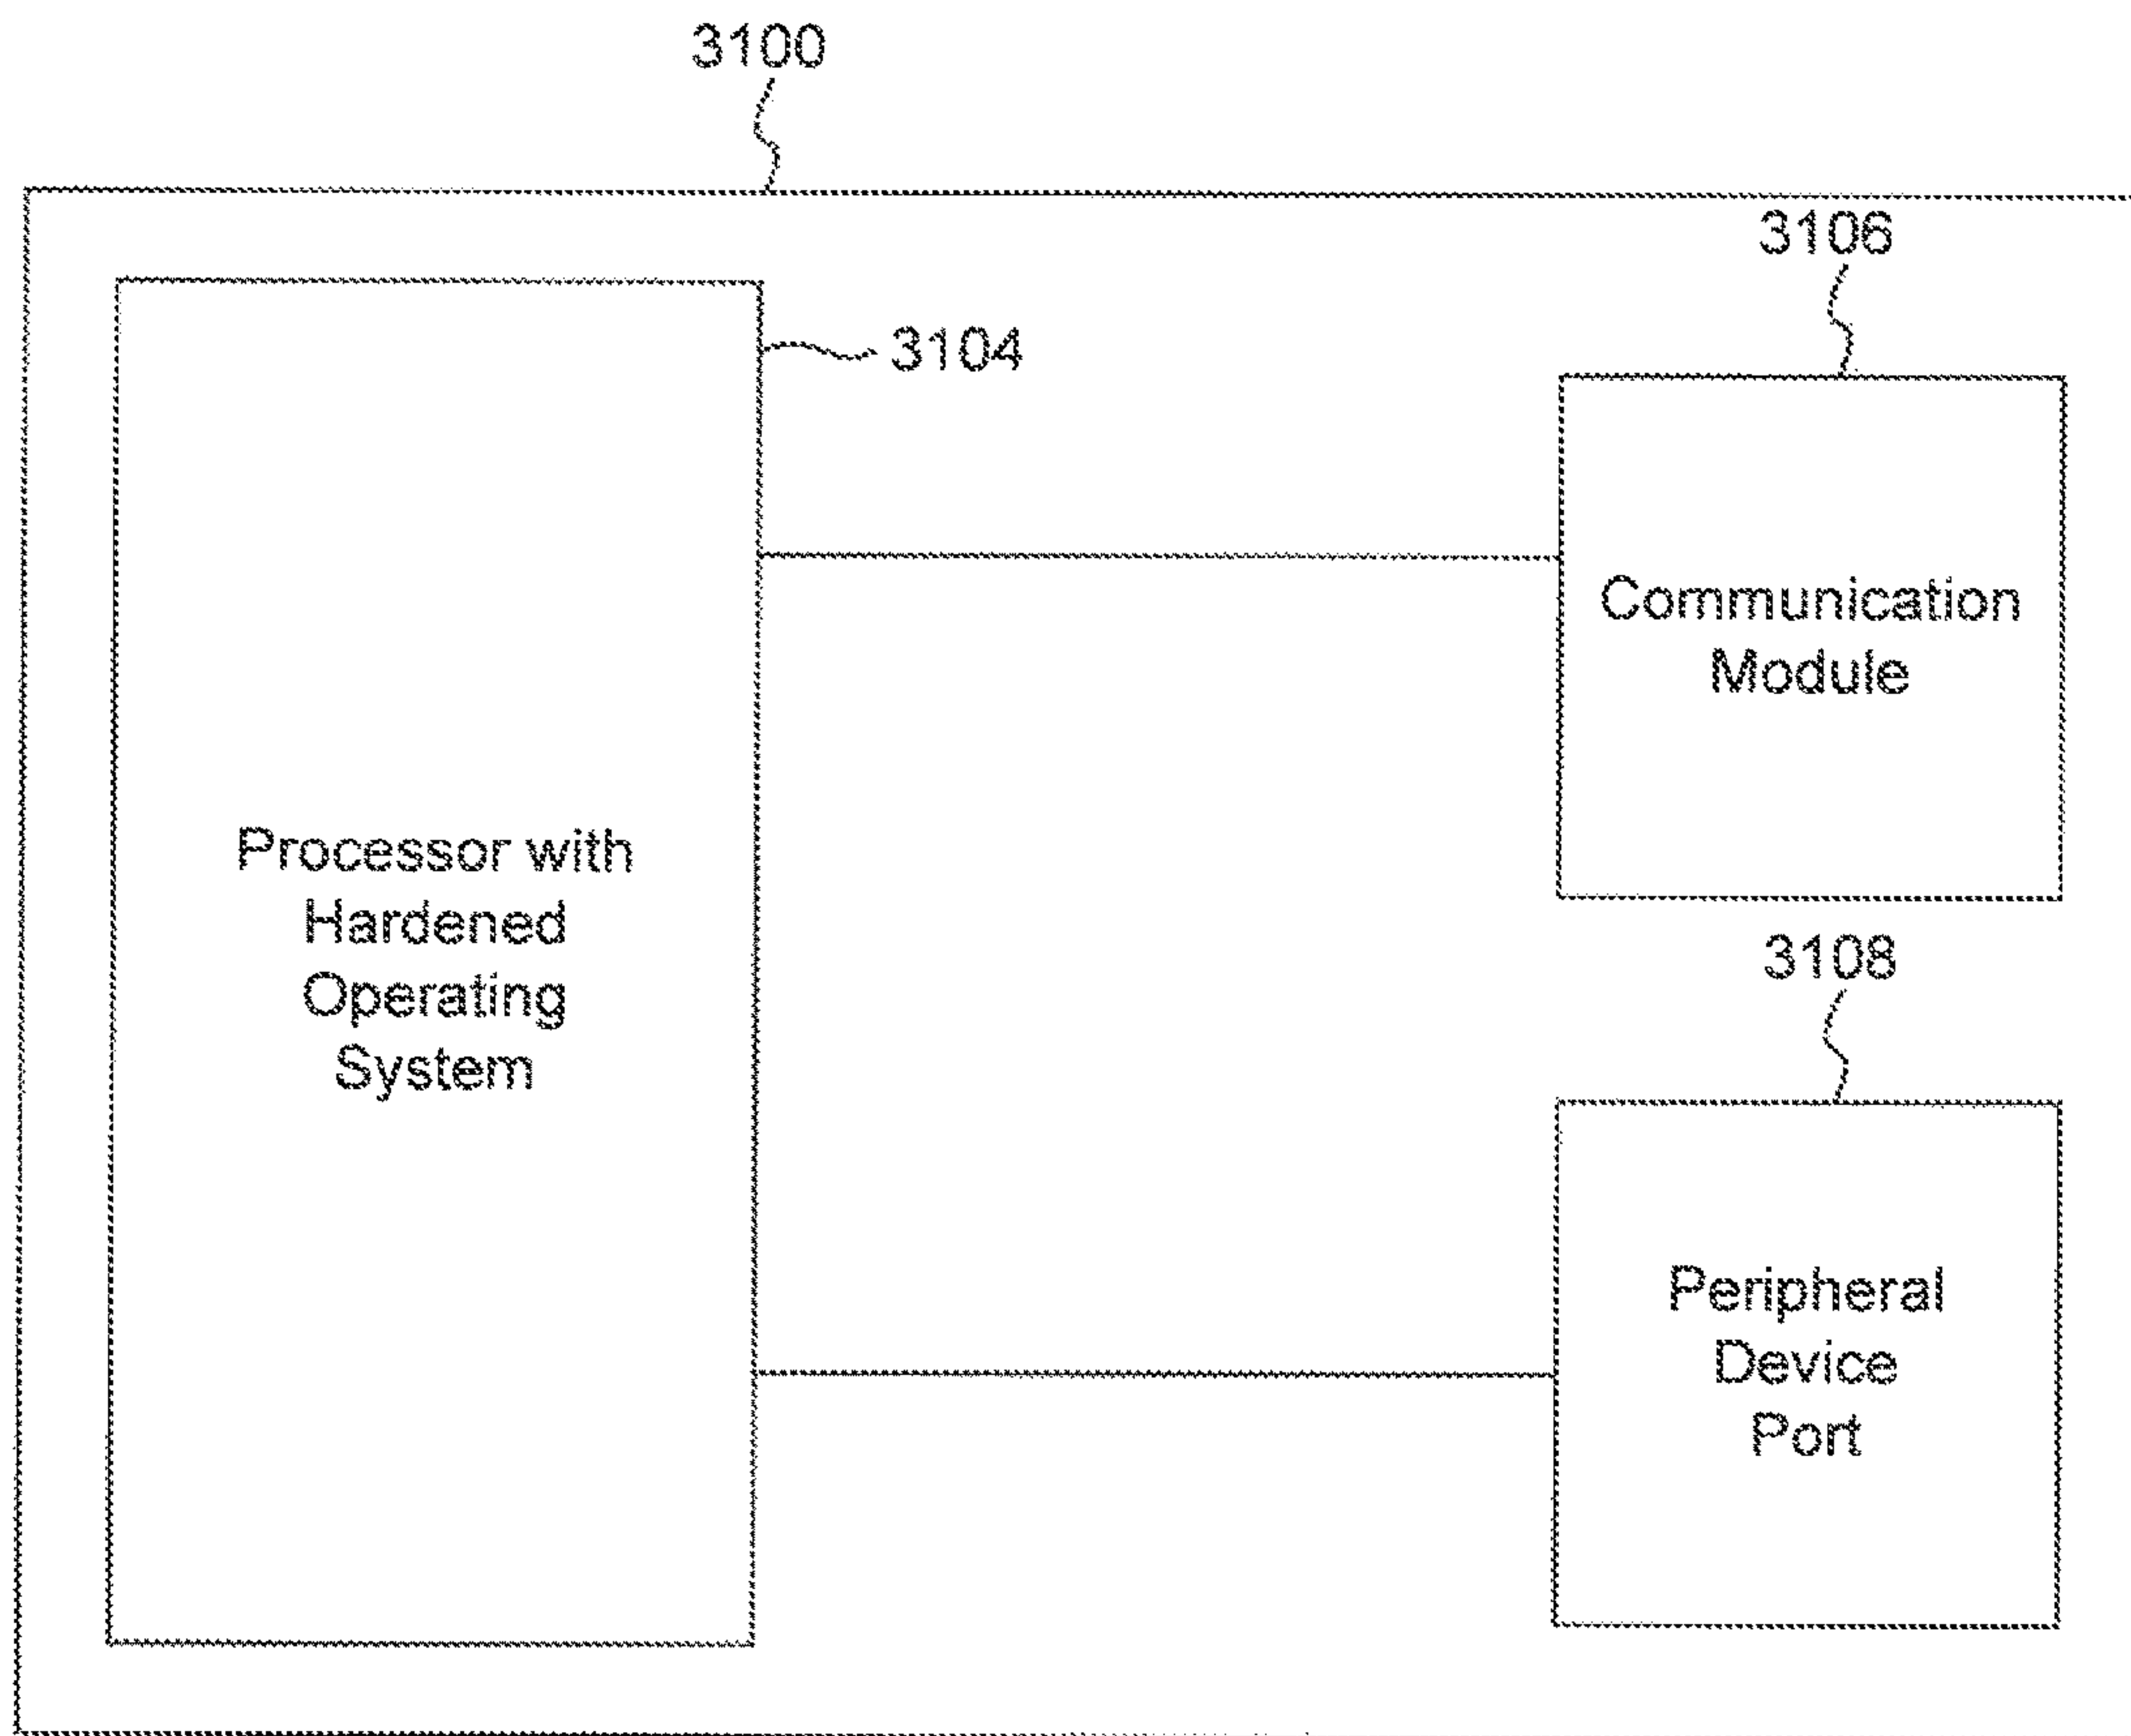 3100
3106
3104
Communication
Module
Processor with
Hardened
Operating
System
3108
Peripheral
Device
Port